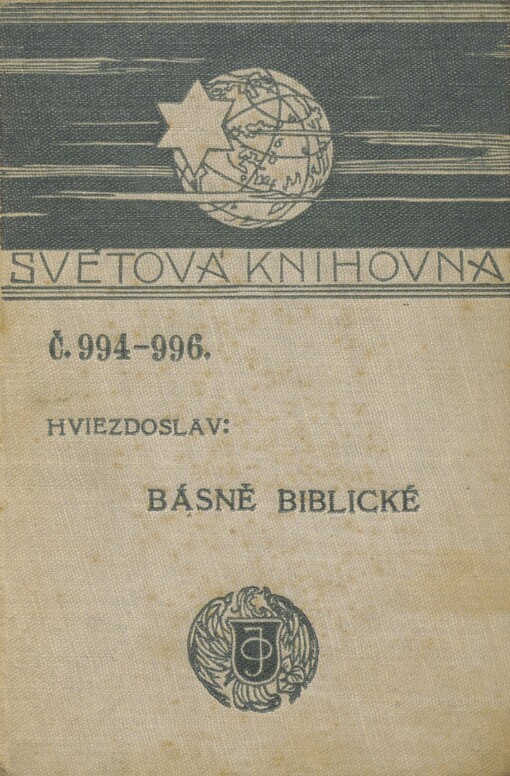 SVĚTOVÁ KNIHOVNA
Č. 994-996.
HVIEZDOSLAV:
BÁSNĚ BIBLICKÉ